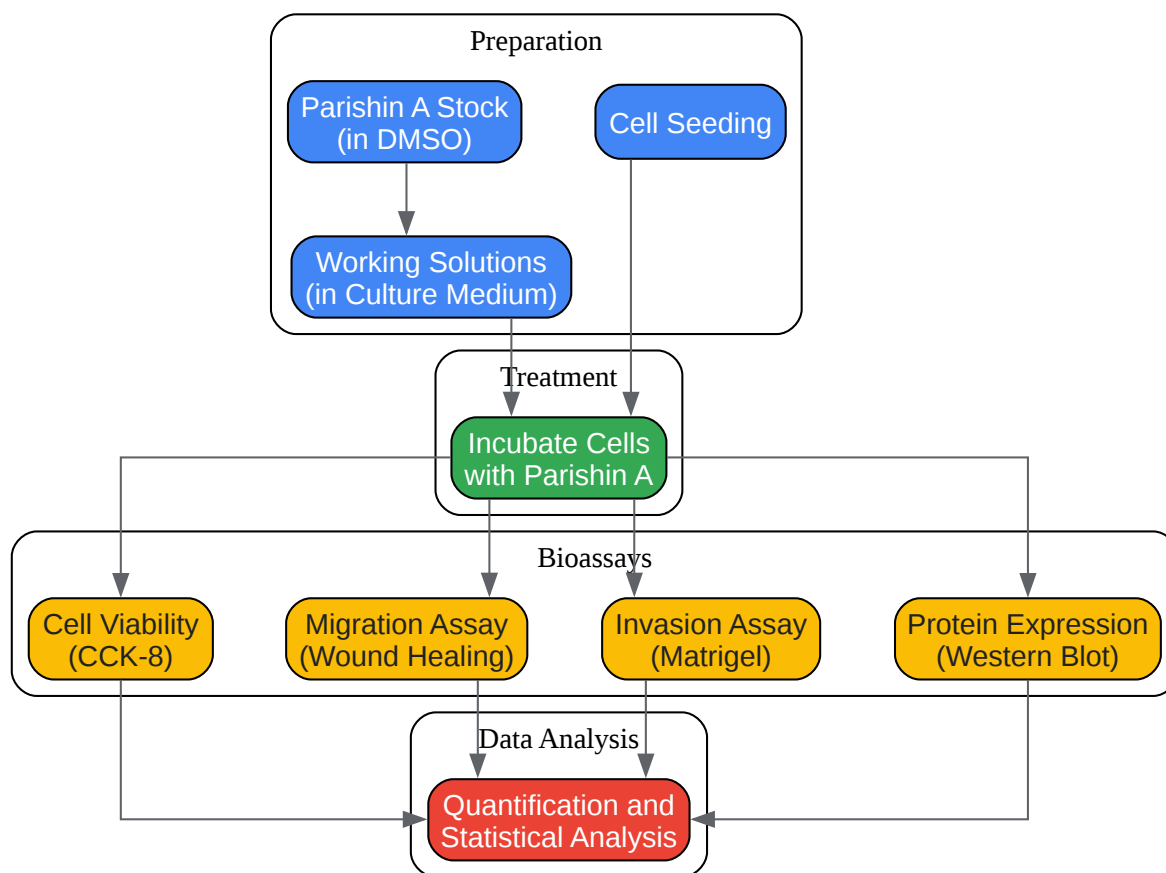 Preparation
Parishin A Stock
(in DMSO)
Cell Seeding
Working Solutions
(in Culture Medium)
Treatment
Incubate Cells
with Parishin A
Bioassays
Cell Viability
(CCK-8)
Migration Assay
(Wound Healing)
Invasion Assay
(Matrigel)
Protein Expression
(Western Blot)
Data Analysis
Quantification and
Statistical Analysis